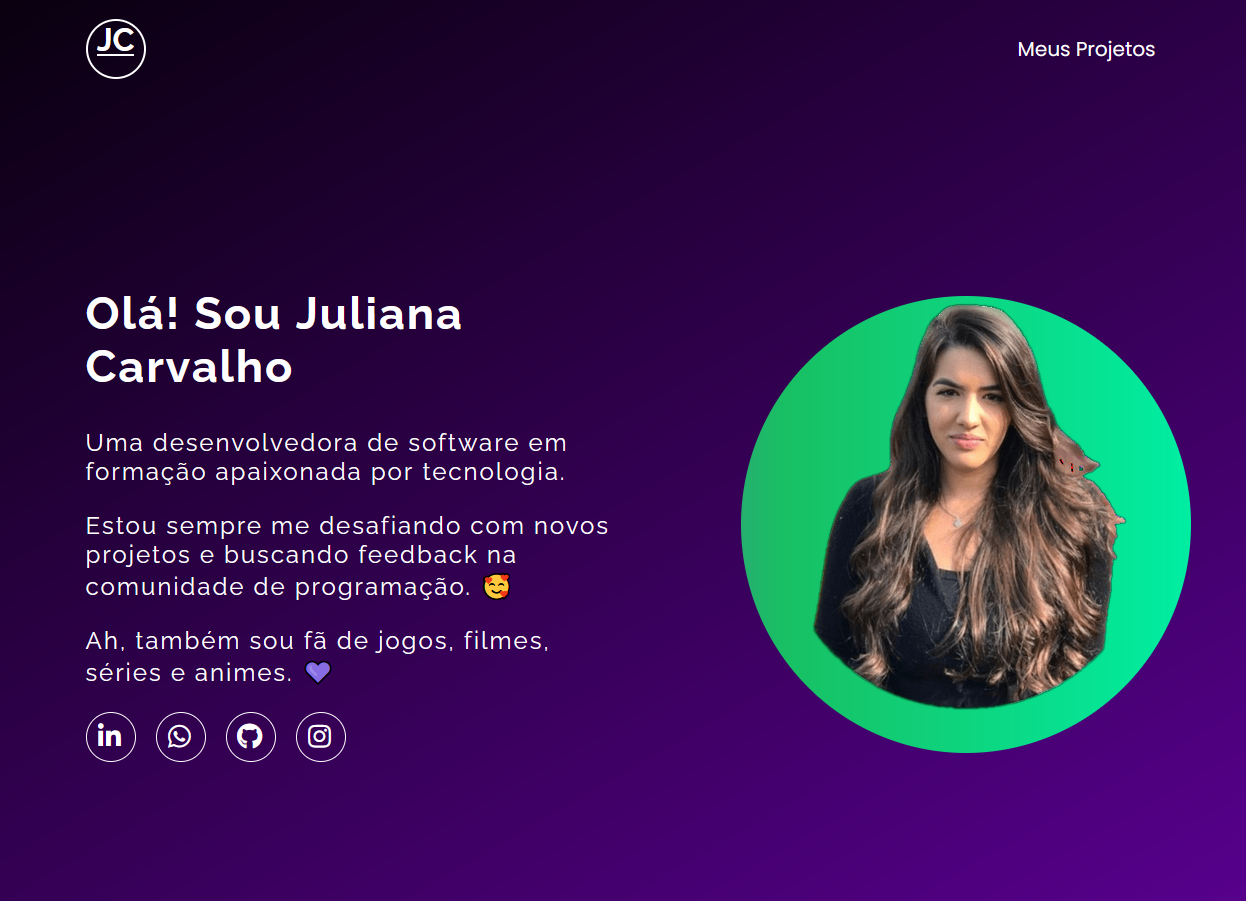 JC
Meus Projetos
Olá! Sou Juliana
Carvalho
Uma desenvolvedora de software em
formação apaixonada por tecnologia.
Estou sempre me desafiando com novos
projetos e buscando feedback na
comunidade de programação. 🥰
Ah, também sou fã de jogos, filmes,
séries e animes. 💜
in